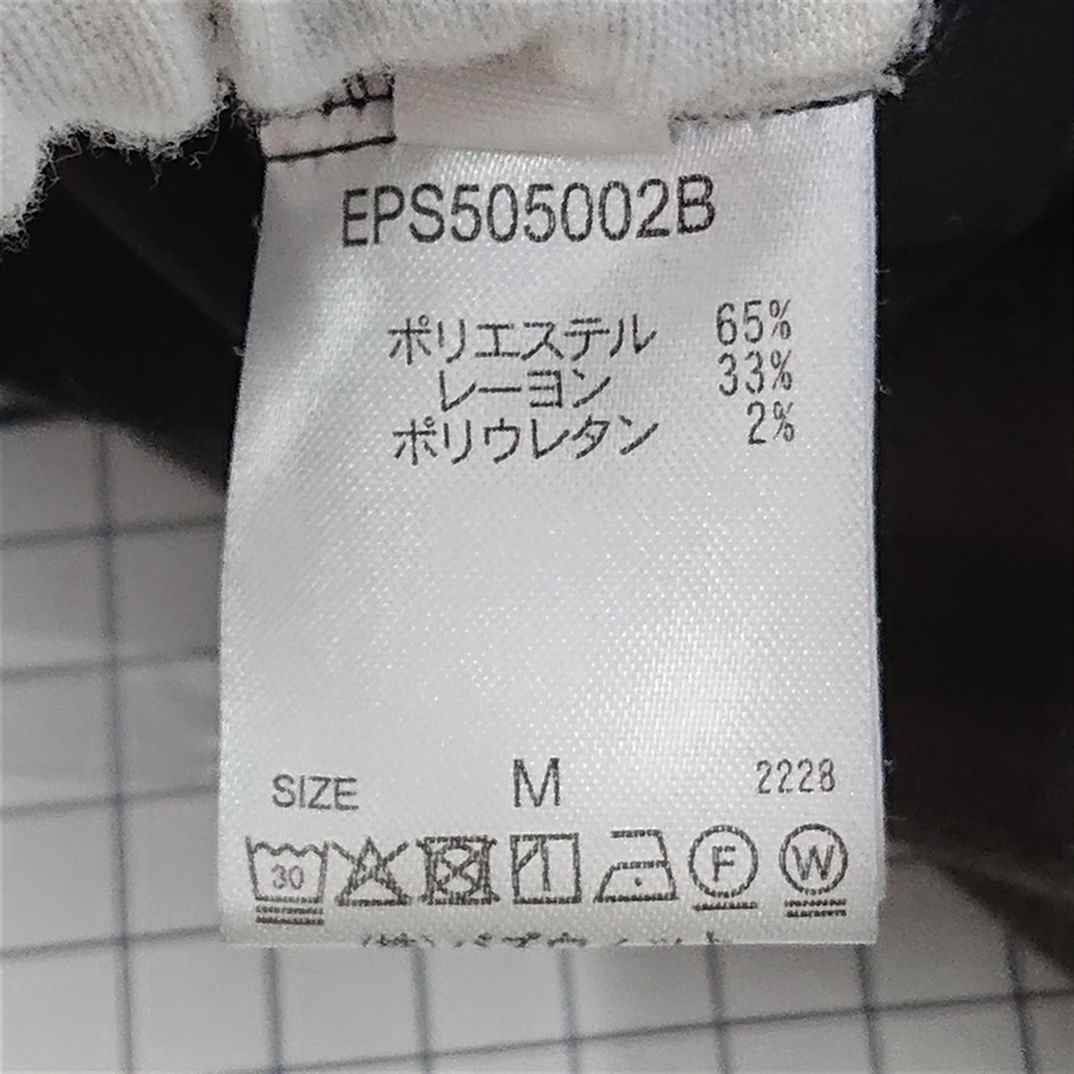 EPS505002B
ポリエステル 65%
レーヨン 33%
ポリウレタン 2%
SIZE M 2228
30 F W